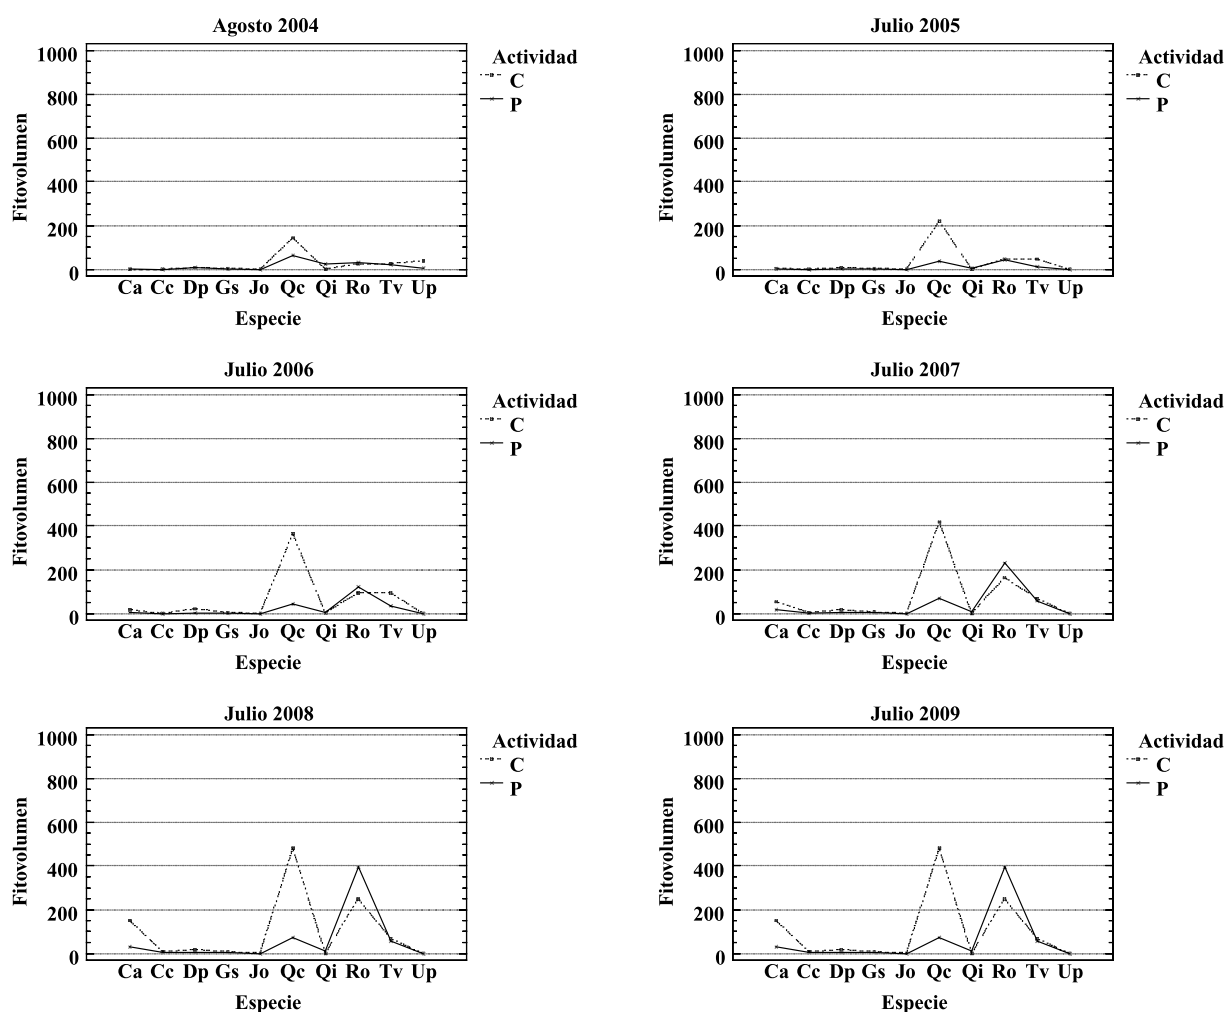 Agosto 2004
1000
800
600
400
200
0
Fitovolumen
Ca Cc Dp Gs Jo Qc Qi Ro Tv Up
Especie
Actividad
C
P
Julio 2005
1000
800
600
400
200
0
Fitovolumen
Ca Cc Dp Gs Jo Qc Qi Ro Tv Up
Especie
Actividad
C
P
Julio 2006
1000
800
600
400
200
0
Fitovolumen
Ca Cc Dp Gs Jo Qc Qi Ro Tv Up
Especie
Actividad
C
P
Julio 2007
1000
800
600
400
200
0
Fitovolumen
Ca Cc Dp Gs Jo Qc Qi Ro Tv Up
Especie
Actividad
C
P
Julio 2008
1000
800
600
400
200
0
Fitovolumen
Ca Cc Dp Gs Jo Qc Qi Ro Tv Up
Especie
Actividad
C
P
Julio 2009
1000
800
600
400
200
0
Fitovolumen
Ca Cc Dp Gs Jo Qc Qi Ro Tv Up
Especie
Actividad
C
P